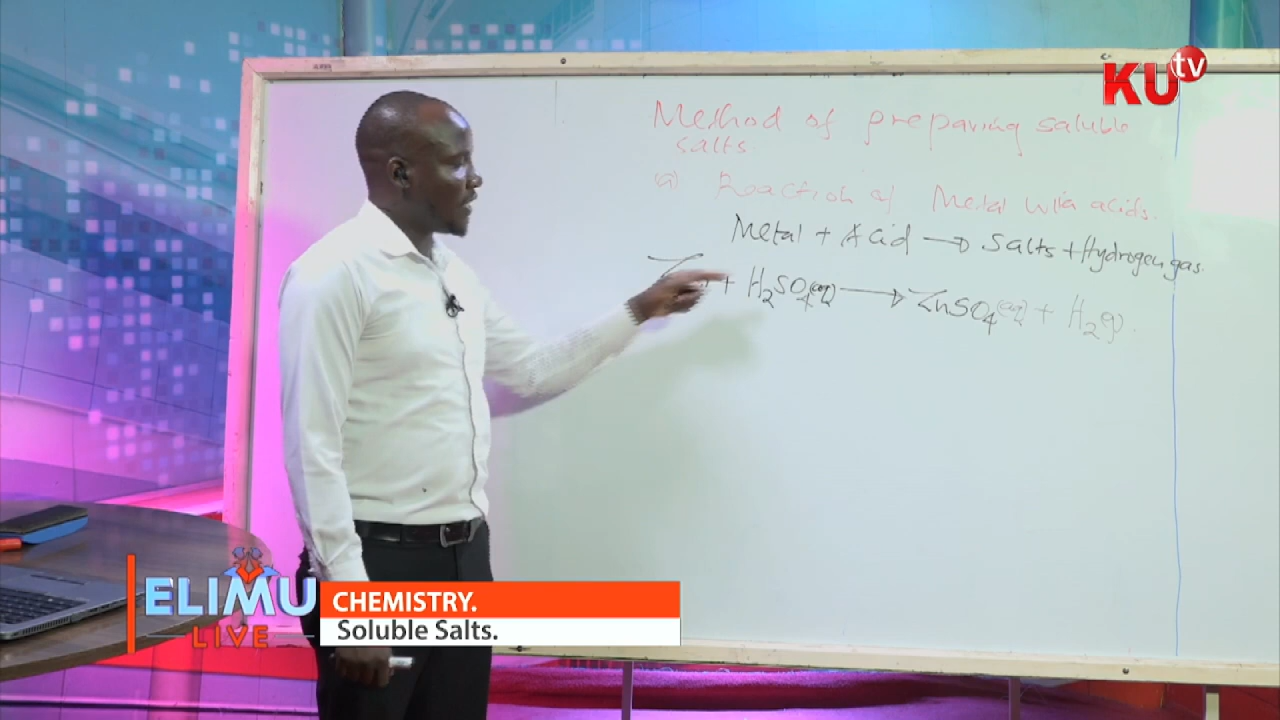 KU tv
Method of preparing saluble
salts
(a) Reaction of Metal with acids.
Metal + Acid → Salts + Hydrogen gas.
+ H₂SO₄(aq) → ZnSO₄(aq) + H₂(g).
ELIMU
LIVE
CHEMISTRY.
Soluble Salts.